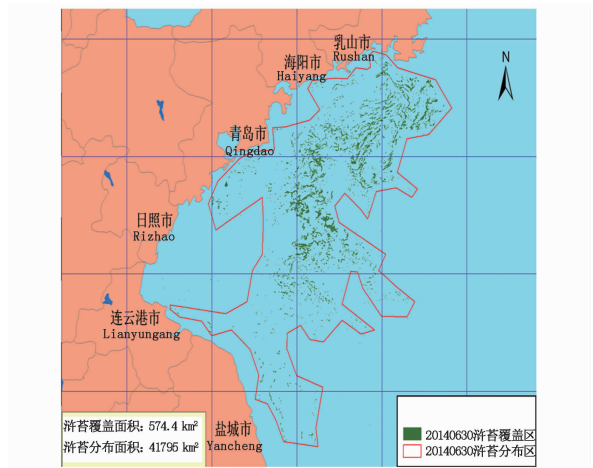 乳山市
Rushan
海阳市
Haiyang
N
青岛市
Qingdao
日照市
Rizhao
连云港市
Lianyungang
盐城市
Yancheng
浒苔覆盖面积: 574.4 km²
浒苔分布面积: 41795 km²
20140630浒苔覆盖区
20140630浒苔分布区